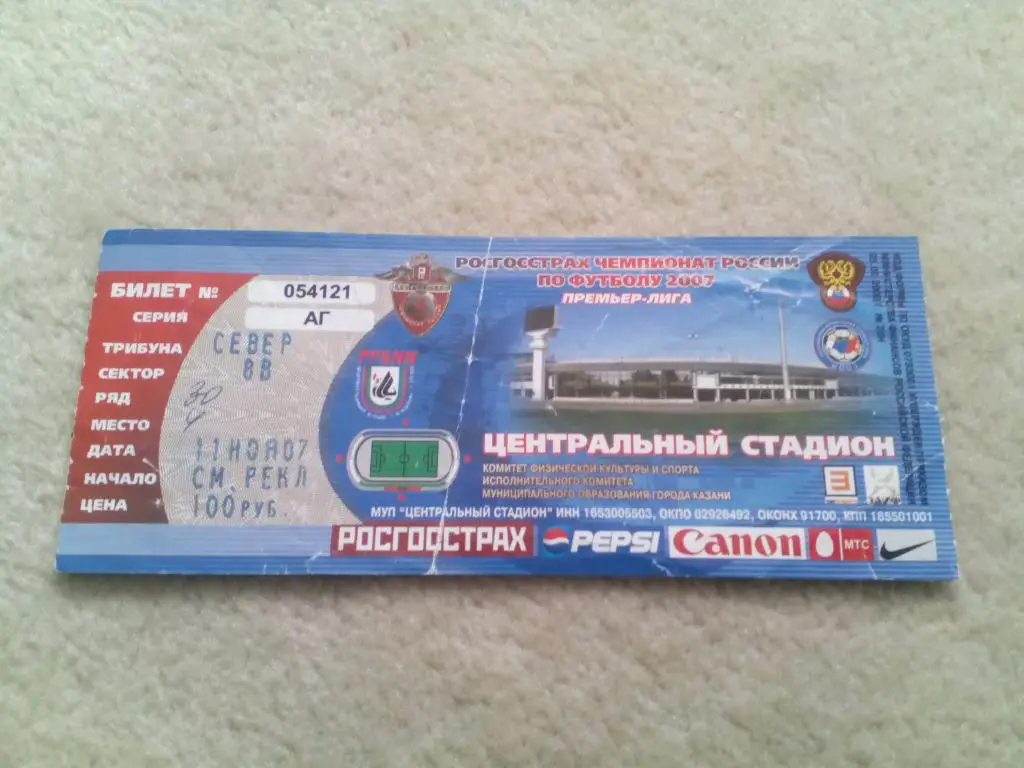 БИЛЕТ № 054121
СЕРИЯ АГ
ТРИБУНА СЕВЕР
СЕКТОР 8В
РЯД 30
МЕСТО 4
ДАТА 11НОЯ07
НАЧАЛО СМ.РЕКЛ
ЦЕНА 100РУБ.
РУБИН
РОСГОССТРАХ ЧЕМПИОНАТ РОССИИ
ПО ФУТБОЛУ 2007
ПРЕМЬЕР-ЛИГА
ЦЕНТРАЛЬНЫЙ СТАДИОН
КОМИТЕТ ФИЗИЧЕСКОЙ КУЛЬТУРЫ И СПОРТА
ИСПОЛНИТЕЛЬНОГО КОМИТЕТА
МУНИЦИПАЛЬНОГО ОБРАЗОВАНИЯ ГОРОДА КАЗАНИ
МУП "ЦЕНТРАЛЬНЫЙ СТАДИОН" ИНН 1653005503, ОКПО 02926492, ОКОНХ 91700, КПП 165501001
РОСГОССТРАХ PEPSI Canon МТС